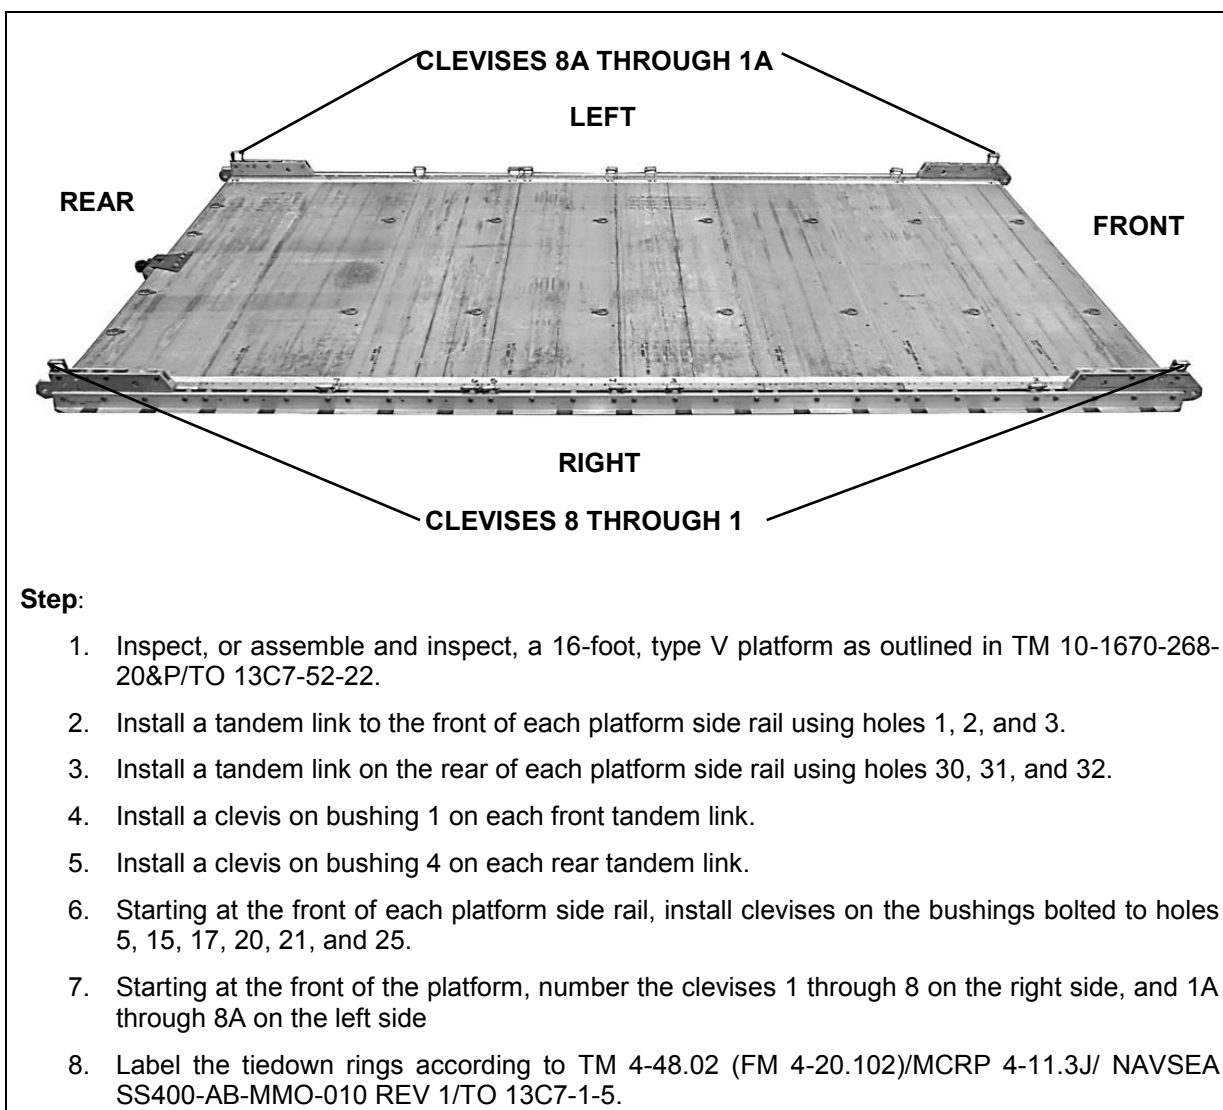 CLEVISES 8A THROUGH 1A
LEFT
REAR
FRONT
RIGHT
CLEVISES 8 THROUGH 1
Step:
1. Inspect, or assemble and inspect, a 16-foot, type V platform as outlined in TM 10-1670-268-
20&P/TO 13C7-52-22.
2. Install a tandem link to the front of each platform side rail using holes 1, 2, and 3.
3. Install a tandem link on the rear of each platform side rail using holes 30, 31, and 32.
4. Install a clevis on bushing 1 on each front tandem link.
5. Install a clevis on bushing 4 on each rear tandem link.
6. Starting at the front of each platform side rail, install clevises on the bushings bolted to holes
5, 15, 17, 20, 21, and 25.
7. Starting at the front of the platform, number the clevises 1 through 8 on the right side, and 1A
through 8A on the left side
8. Label the tiedown rings according to TM 4-48.02 (FM 4-20.102)/MCRP 4-11.3J/ NAVSEA
SS400-AB-MMO-010 REV 1/TO 13C7-1-5.